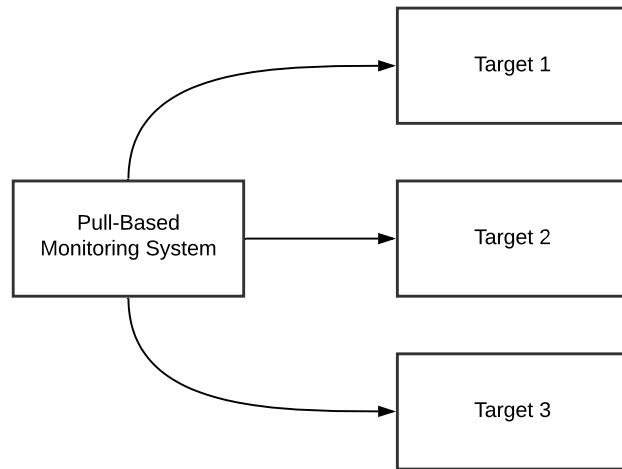 Target 1
Pull-Based
Monitoring System
Target 2
Target 3